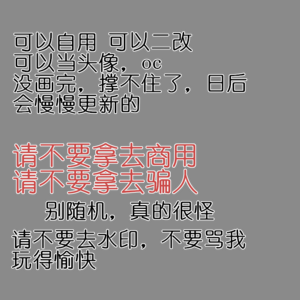 可以自用 可以二改
可以当头像，oc
没画完，撑不住了，日后
会慢慢更新的
请不要拿去商用
请不要拿去骗人
别随机，真的很怪
请不要去水印，不要骂我
玩得愉快